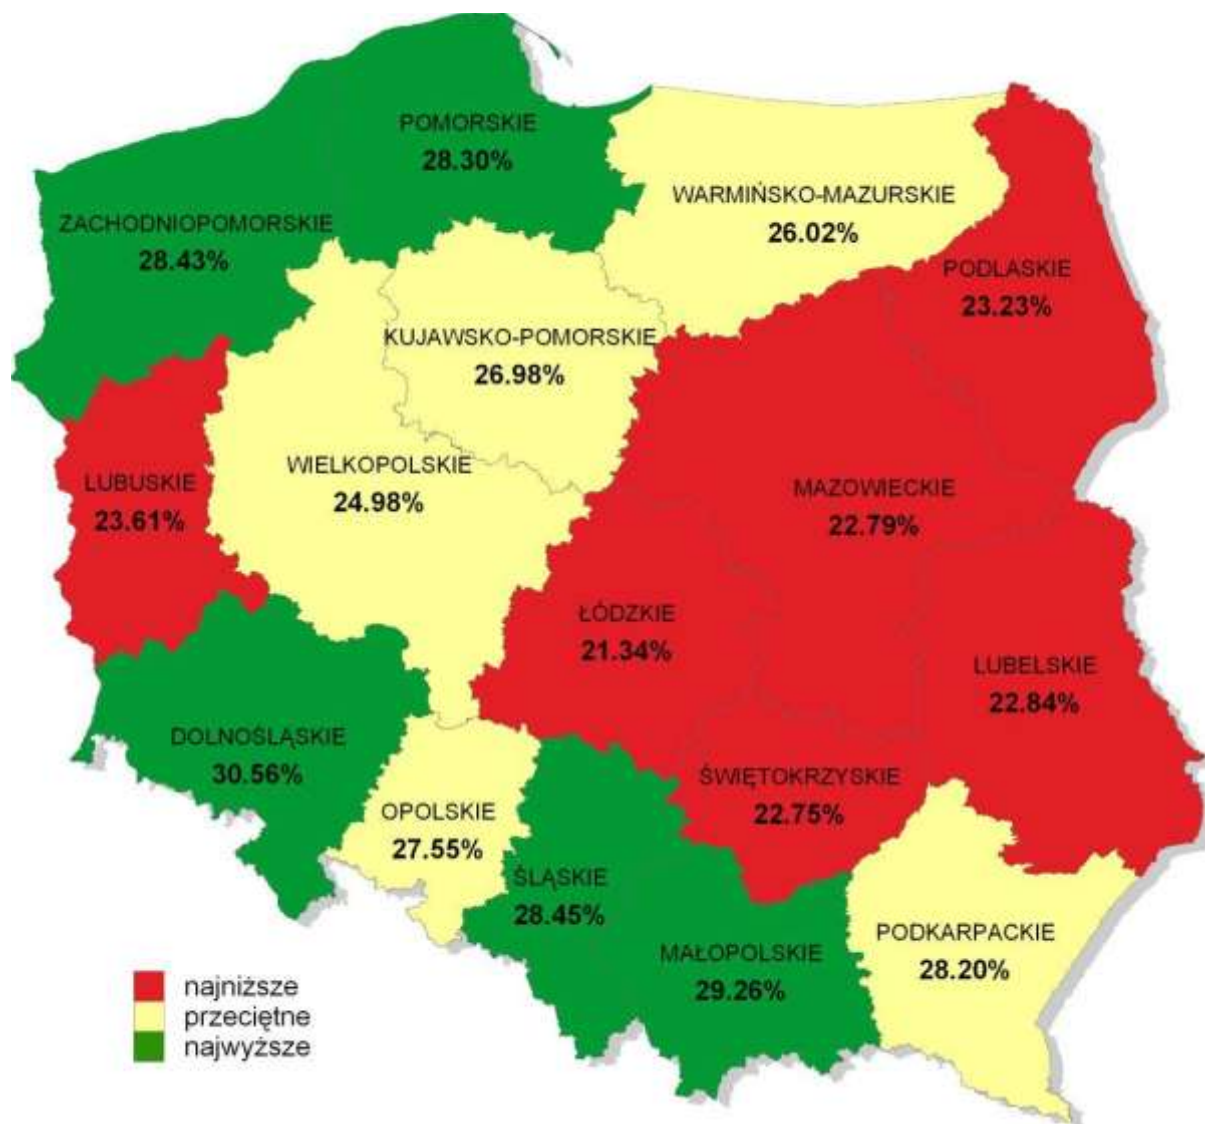 POMORSKIE
28.30%
WARMIŃSKO-MAZURSKIE
26.02%
ZACHODNIOPOMORSKIE
28.43%
PODLASKIE
23.23%
KUJAWSKO-POMORSKIE
26.98%
WIELKOPOLSKIE
24.98%
LUBUSKIE
23.61%
MAZOWIECKIE
22.79%
ŁÓDZKIE
21.34%
LUBELSKIE
22.84%
DOLNOŚLĄSKIE
30.56%
ŚWIĘTOKRZYSKIE
22.75%
OPOLSKIE
27.55%
ŚLĄSKIE
28.45%
MAŁOPOLSKIE
29.26%
PODKARPACKIE
28.20%
najniższe
przeciętne
najwyższe